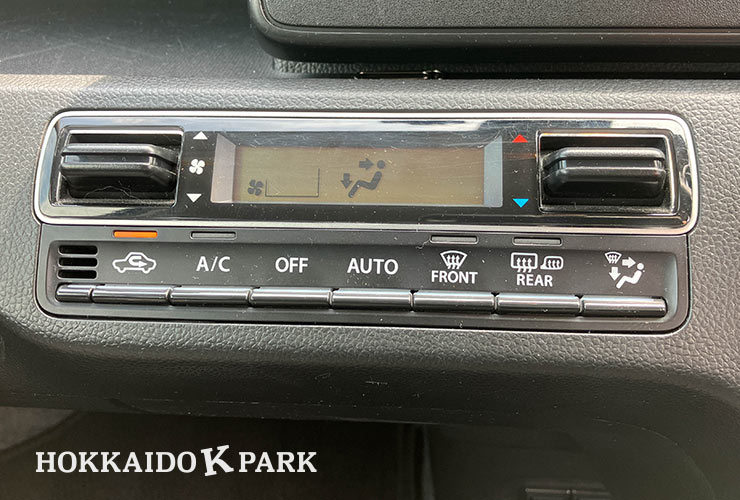 A/C OFF AUTO FRONT REAR
HOKKAIDO K PARK